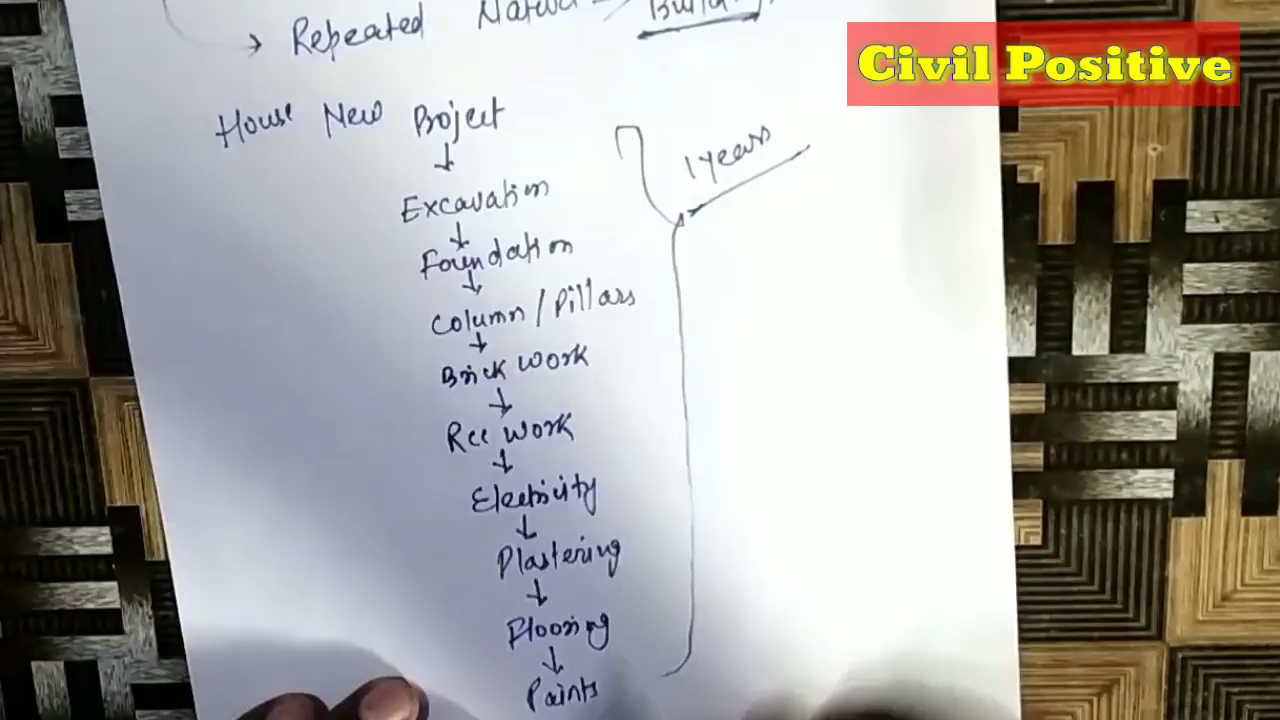 → Repeated Nature →
Civil Positive
House New Project
↓
1 years
Excavation
↓
Foundation
↓
Column / Pillars
↓
Brick work
↓
Rcc work
↓
Electricity
↓
Plastering
↓
Flooring
↓
Paints